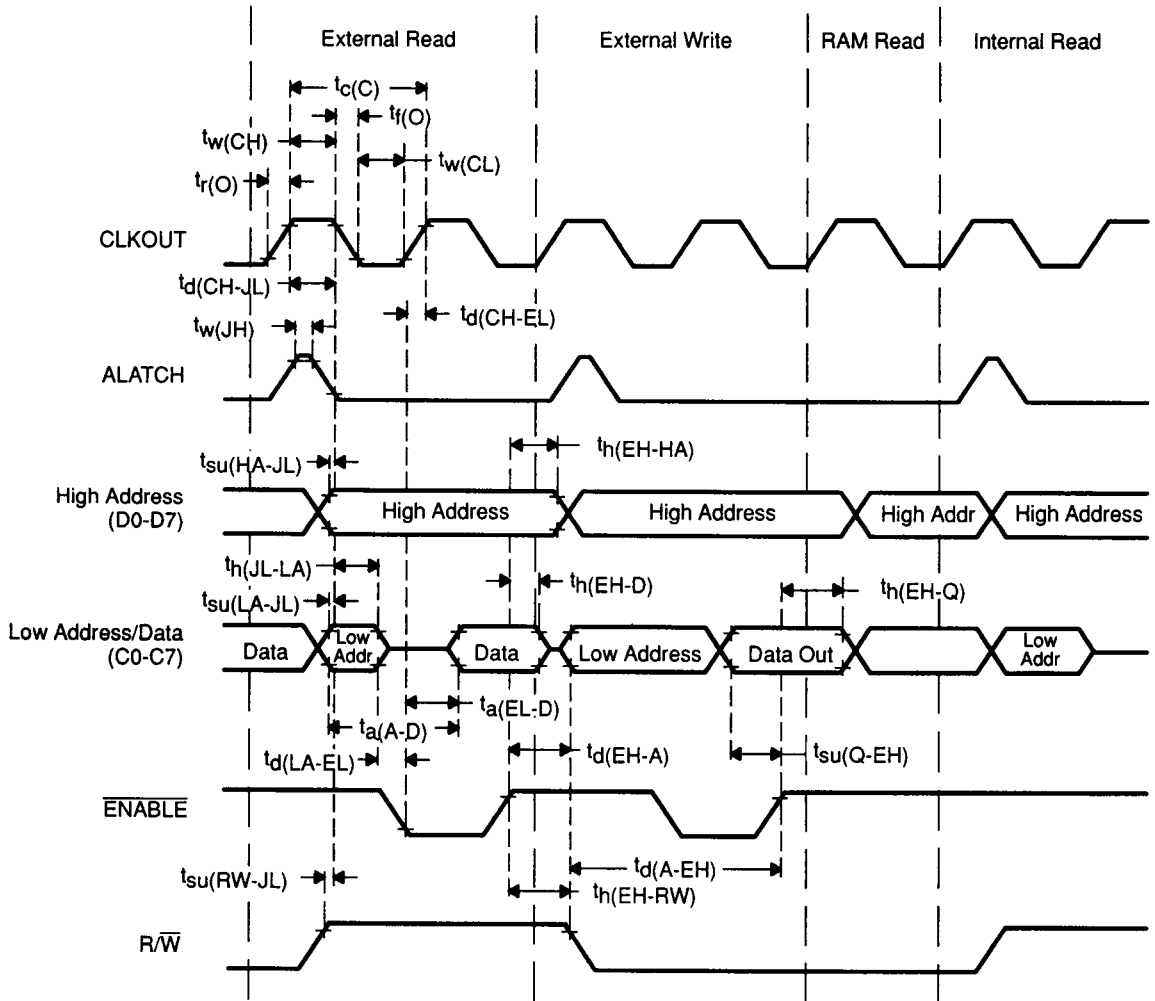 External Read
External Write
RAM Read
Internal Read
tc(C)
tf(O)
tw(CH)
tw(CL)
tr(O)
CLKOUT
td(CH-JL)
td(CH-EL)
tw(JH)
ALATCH
th(EH-HA)
tsu(HA-JL)
High Address
(D0-D7)
High Address
High Address
High Addr
High Address
th(JL-LA)
th(EH-D)
th(EH-Q)
tsu(LA-JL)
Low Address/Data
(C0-C7)
Data
Low
Addr
Data
Low Address
Data Out
Low
Addr
ta(EL-D)
ta(A-D)
td(LA-EL)
td(EH-A)
tsu(Q-EH)
ENABLE
td(A-EH)
tsu(RW-JL)
th(EH-RW)
R/W